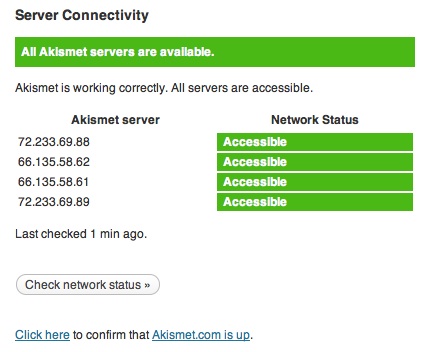 Server Connectivity
All Akismet servers are available.
Akismet is working correctly. All servers are accessible.
Akismet server Network Status
72.233.69.88 Accessible
66.135.58.62 Accessible
66.135.58.61 Accessible
72.233.69.89 Accessible
Last checked 1 min ago.
Check network status »
Click here to confirm that Akismet.com is up.